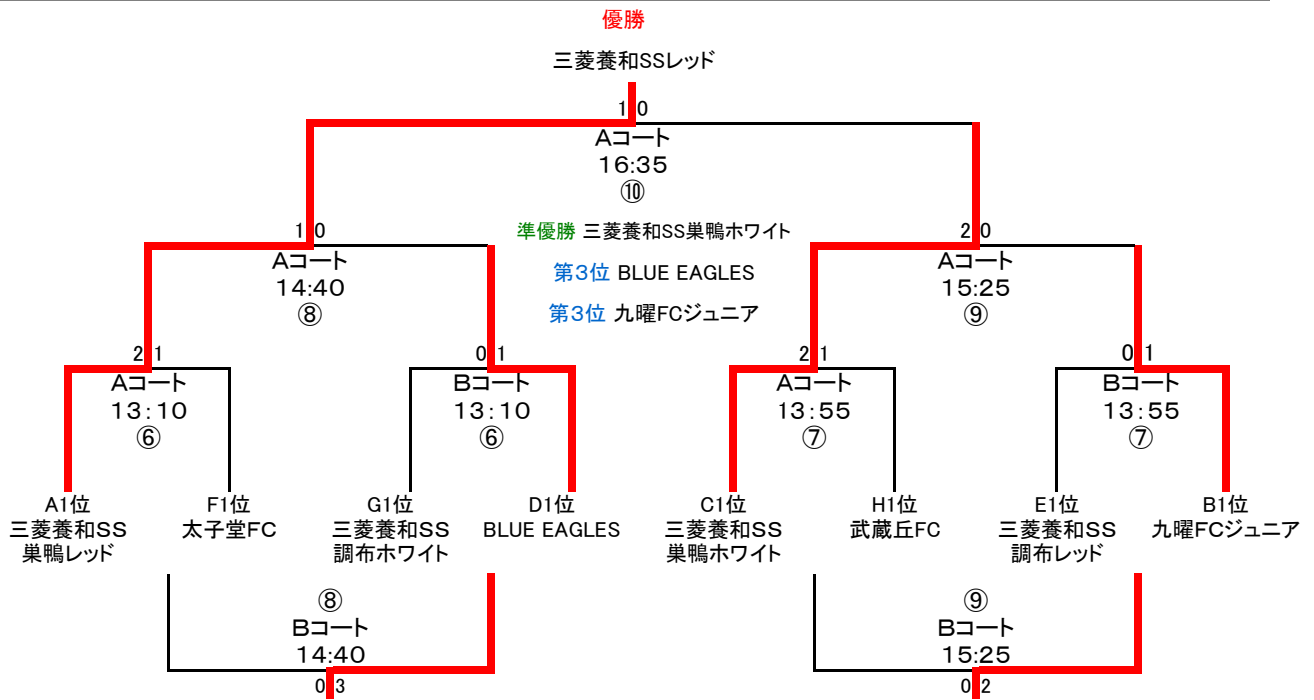 優勝
三菱養和SSレッド
1 0
Aコート
16:35
⑩
1 0
準優勝 三菱養和SS巣鴨ホワイト
2 0
Aコート
14:40
⑧
第3位 BLUE EAGLES
第3位 九曜FCジュニア
Aコート
15:25
⑨
2 1
Aコート
13:10
⑥
0 1
Bコート
13:10
⑥
2 1
Aコート
13:55
⑦
0 1
Bコート
13:55
⑦
A1位
三菱養和SS
巣鴨レッド
F1位
太子堂FC
G1位
三菱養和SS
調布ホワイト
D1位
BLUE EAGLES
C1位
三菱養和SS
巣鴨ホワイト
H1位
武蔵丘FC
E1位
三菱養和SS
調布レッド
B1位
九曜FCジュニア
⑧
Bコート
14:40
0 3
⑨
Bコート
15:25
0 2